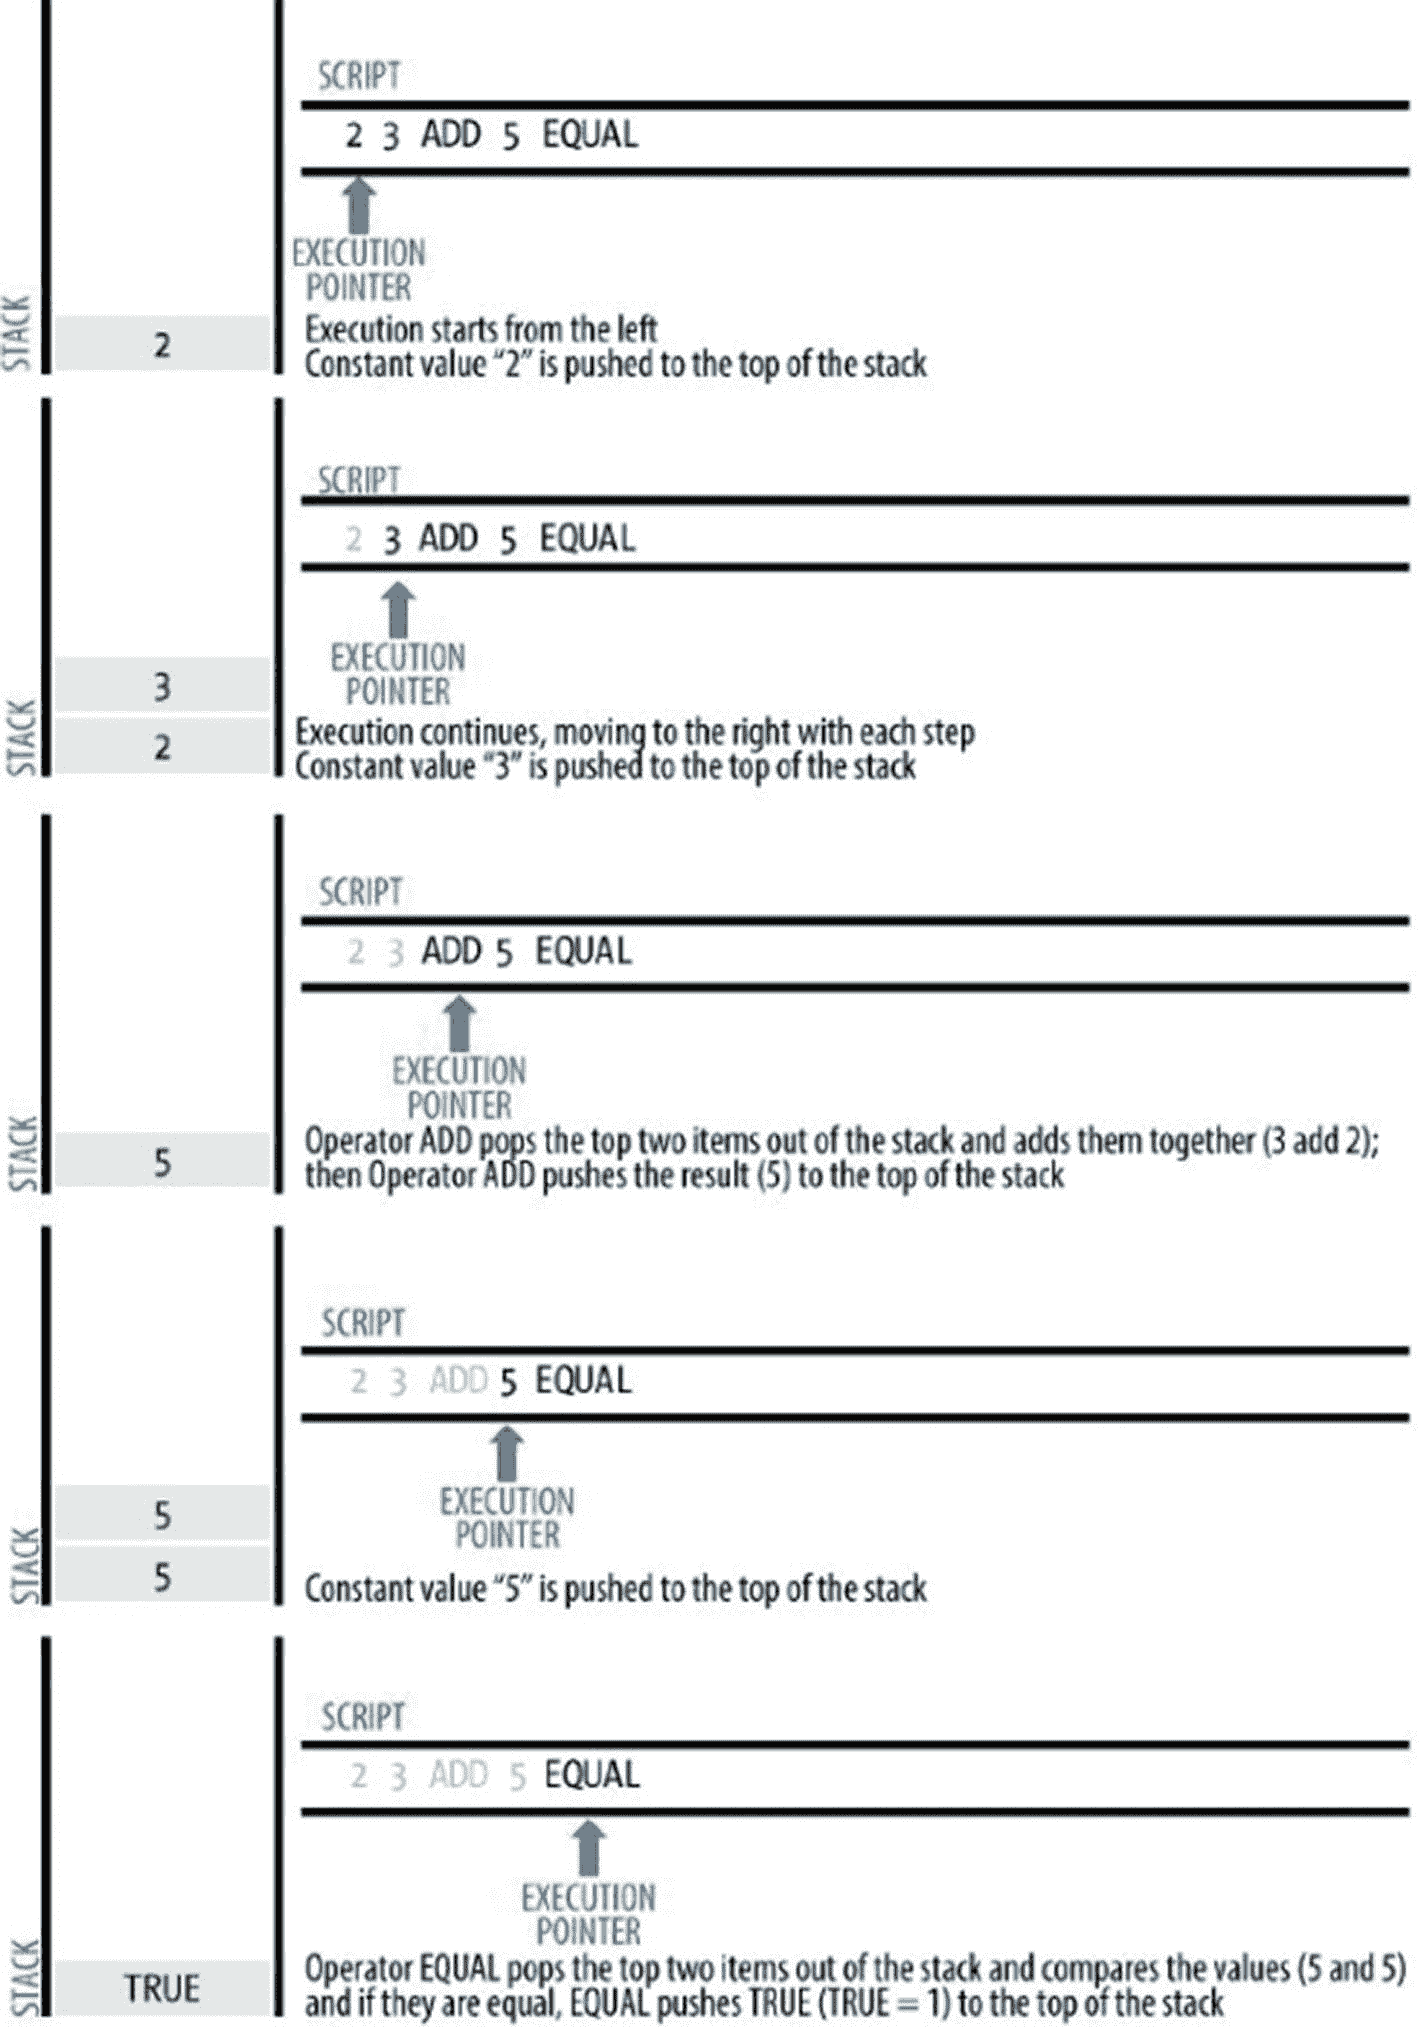 SCRIPT
2 3 ADD 5 EQUAL
EXECUTION
POINTER
STACK
2
Execution starts from the left
Constant value “2” is pushed to the top of the stack
SCRIPT
2 3 ADD 5 EQUAL
EXECUTION
POINTER
STACK
3
2
Execution continues, moving to the right with each step
Constant value “3” is pushed to the top of the stack
SCRIPT
2 3 ADD 5 EQUAL
EXECUTION
POINTER
STACK
5
Operator ADD pops the top two items out of the stack and adds them together (3 add 2);
then Operator ADD pushes the result (5) to the top of the stack
SCRIPT
2 3 ADD 5 EQUAL
EXECUTION
POINTER
STACK
5
5
Constant value “5” is pushed to the top of the stack
SCRIPT
2 3 ADD 5 EQUAL
EXECUTION
POINTER
STACK
TRUE
Operator EQUAL pops the top two items out of the stack and compares the values (5 and 5)
and if they are equal, EQUAL pushes TRUE (TRUE = 1) to the top of the stack